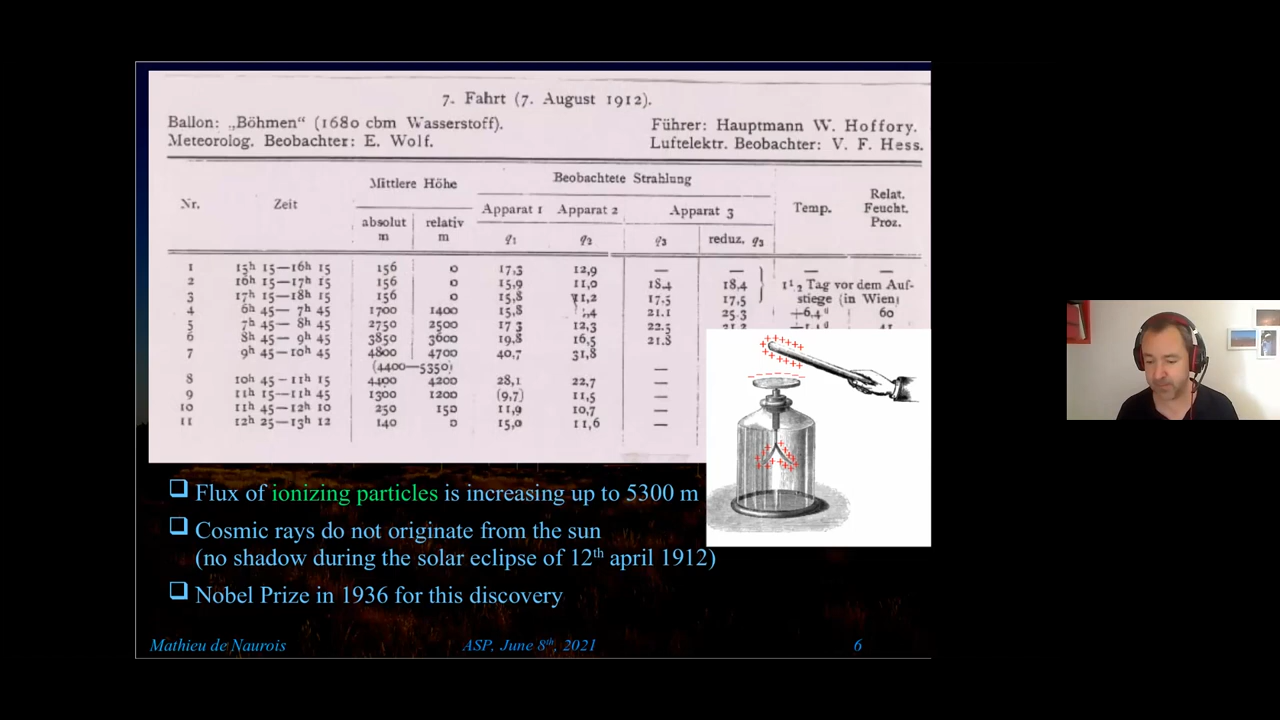 7. Fahrt (7. August 1912).
Ballon: „Böhmen“ (1680 cbm Wasserstoff). Führer: Hauptmann W. Hoffory.
Meteorolog. Beobachter: E. Wolf. Luftelektr. Beobachter: V. F. Hess.
Nr. Zeit Mittlere Höhe Beobachtete Strahlung Temp. Relat. Feucht. Proz.
Apparat 1 Apparat 2 Apparat 3
absolut m relativ m q1 q2 q3 reduz. q3
1 15h 15—16h 15 156 0 17,3 12,9 — — — —
2 16h 15—17h 15 156 0 15,9 11,0 18,4 18,4 1 1/2 Tag vor dem Auf-
3 17h 15—18h 15 156 0 15,8 11,2 17,5 17,5 stiege (in Wien)
4 6h 45— 7h 45 1700 1400 15,8 ,4 21,1 25,3 +6,4° 60
5 7h 45— 8h 45 2750 2500 17,3 12,3 22,5
6 8h 45— 9h 45 3850 3600 19,8 16,5 21,8
7 9h 45—10h 45 4800 4700 40,7 31,8
(4400—5350) —
8 10h 45—11h 15 4400 4200 28,1 22,7 —
9 11h 15—11h 45 1300 1200 (9,7) 11,5 —
10 11h 45—12h 10 250 150 11,9 10,7 —
11 12h 25—13h 12 140 0 15,0 11,6 —
Flux of ionizing particles is increasing up to 5300 m
Cosmic rays do not originate from the sun
(no shadow during the solar eclipse of 12th april 1912)
Nobel Prize in 1936 for this discovery
Mathieu de Naurois ASP, June 8th, 2021 6